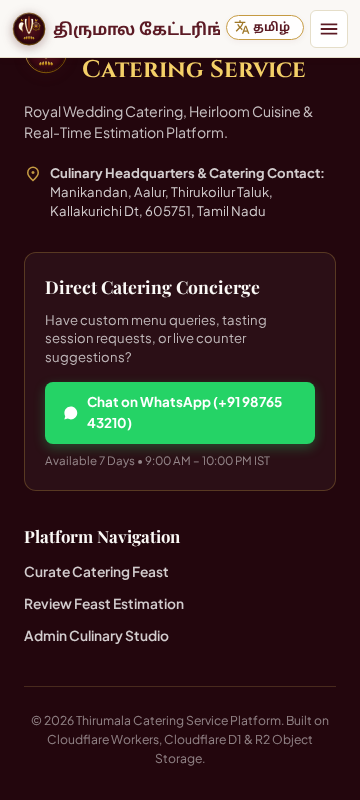 திருமால கேட்டரிங்
தமிழ்
Catering Service
Royal Wedding Catering, Heirloom Cuisine &
Real-Time Estimation Platform.
Culinary Headquarters & Catering Contact:
Manikandan, Aalur, Thirukoilur Taluk,
Kallakurichi Dt, 605751, Tamil Nadu
Direct Catering Concierge
Have custom menu queries, tasting
session requests, or live counter
suggestions?
Chat on WhatsApp (+91 98765
43210)
Available 7 Days • 9:00 AM – 10:00 PM IST
Platform Navigation
Curate Catering Feast
Review Feast Estimation
Admin Culinary Studio
© 2026 Thirumala Catering Service Platform. Built on
Cloudflare Workers, Cloudflare D1 & R2 Object
Storage.